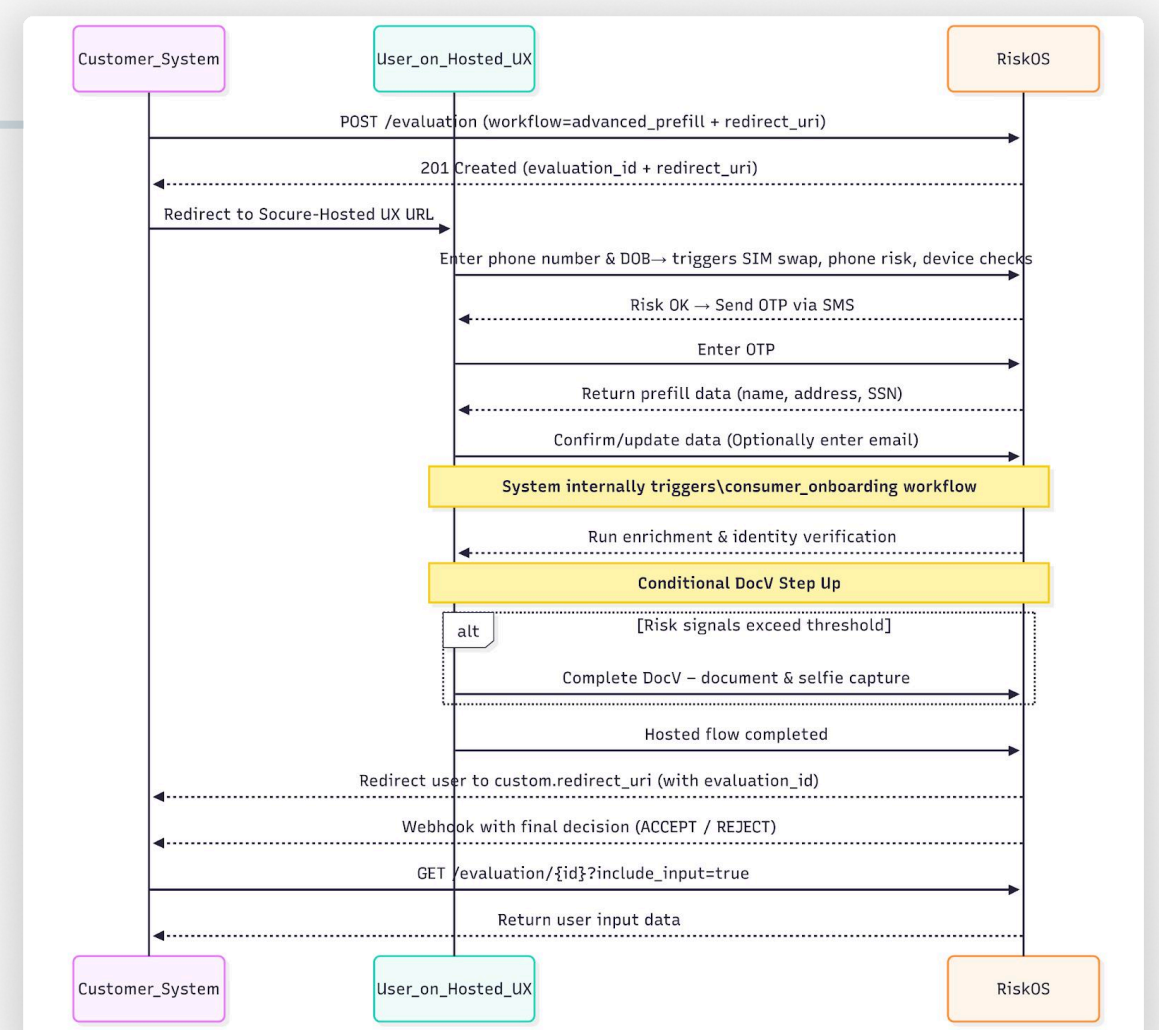 Customer_System
User_on_Hosted_UX
RiskOS
POST /evaluation (workflow=advanced_prefill + redirect_uri)
201 Created (evaluation_id + redirect_uri)
Redirect to Socure-Hosted UX URL
Enter phone number & DOB→ triggers SIM swap, phone risk, device checks
Risk OK → Send OTP via SMS
Enter OTP
Return prefill data (name, address, SSN)
Confirm/update data (Optionally enter email)
System internally triggers\consumer_onboarding workflow
Run enrichment & identity verification
Conditional DocV Step Up
alt
[Risk signals exceed threshold]
Complete DocV – document & selfie capture
Hosted flow completed
Redirect user to custom.redirect_uri (with evaluation_id)
Webhook with final decision (ACCEPT / REJECT)
GET /evaluation/{id}?include_input=true
Return user input data
Customer_System
User_on_Hosted_UX
RiskOS